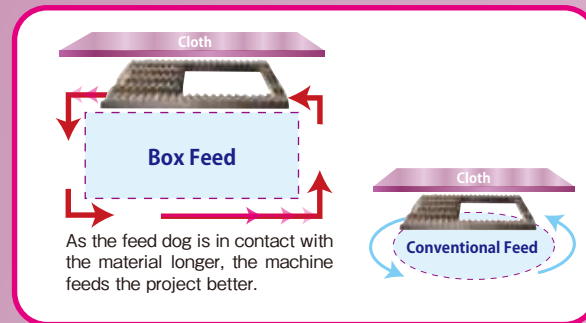 Cloth
Box Feed
As the feed dog is in contact with
the material longer, the machine
feeds the project better.
Cloth
Conventional Feed